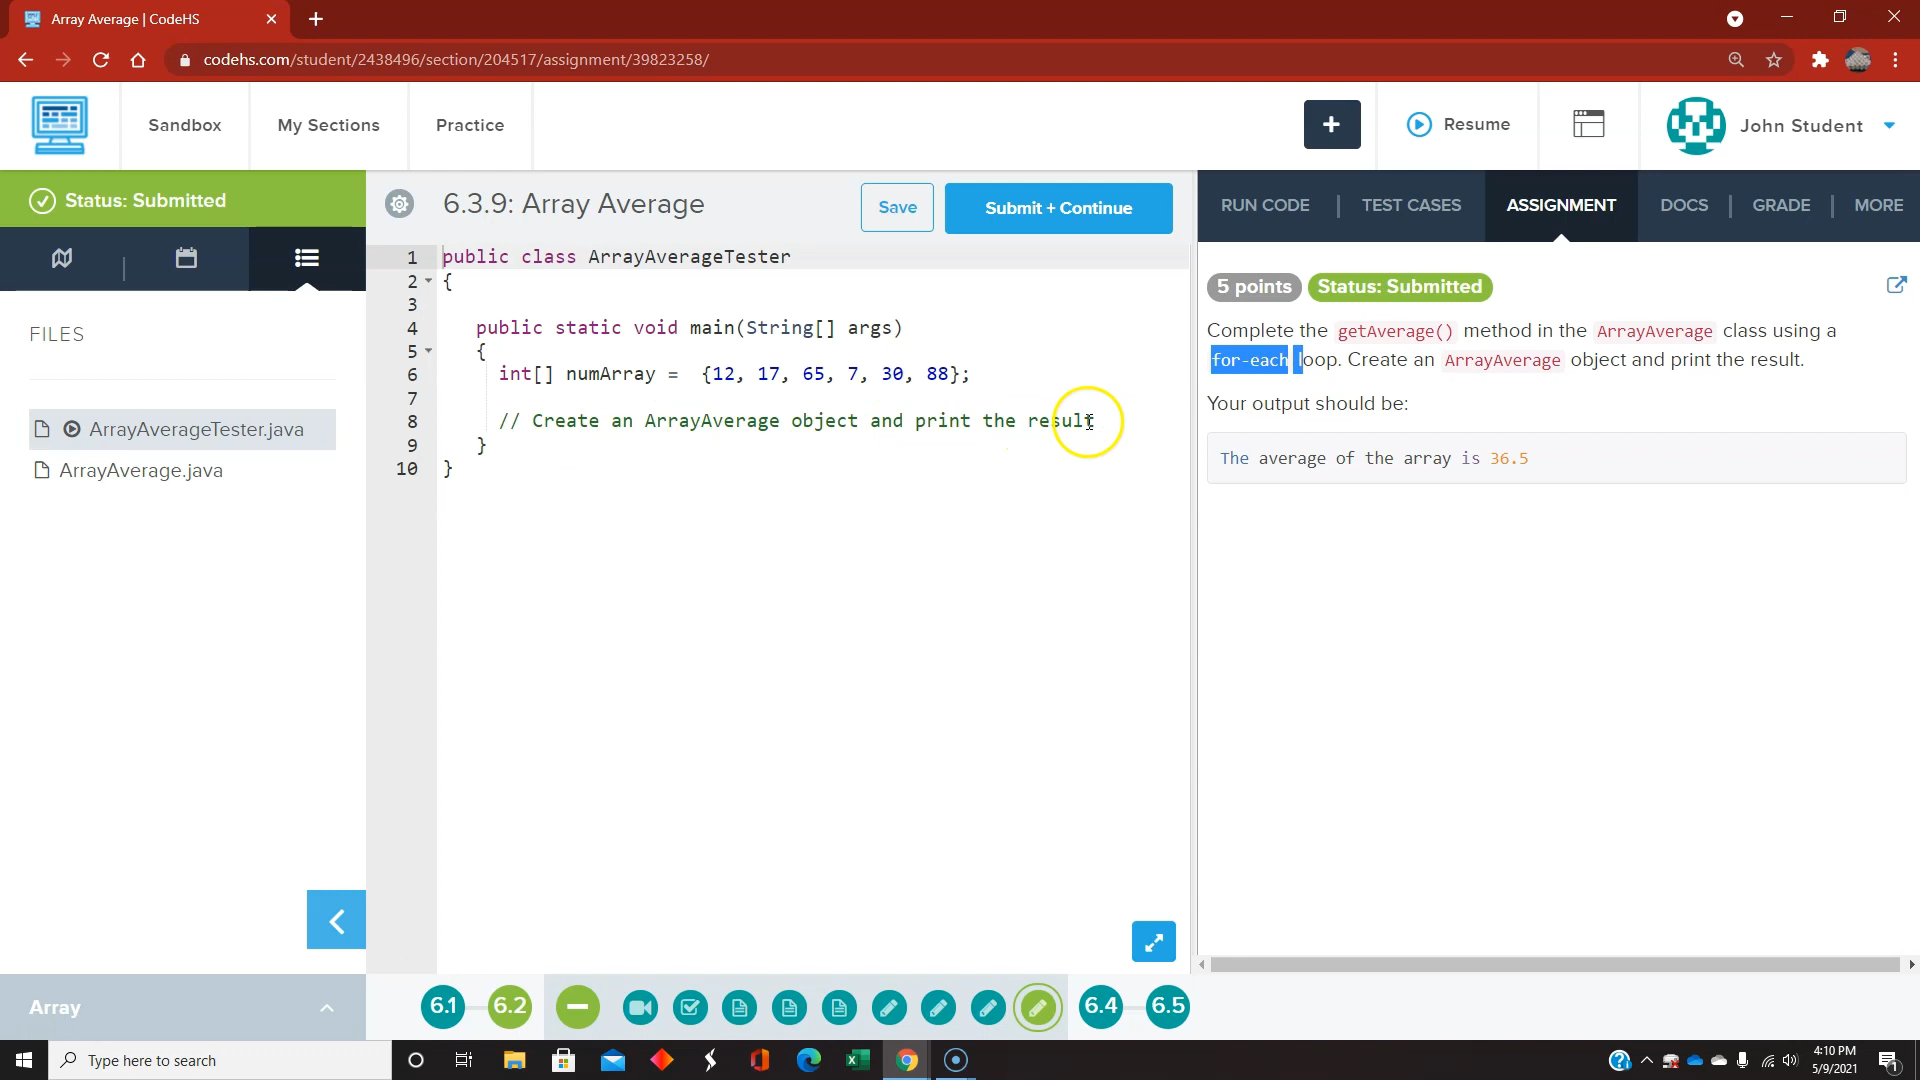 Array Average | CodeHS
codehs.com/student/2438496/section/204517/assignment/39823258/
Sandbox
My Sections
Practice
+
Resume
John Student
Status: Submitted
6.3.9: Array Average
Save
Submit + Continue
RUN CODE
TEST CASES
ASSIGNMENT
DOCS
GRADE
MORE
FILES
ArrayAverageTester.java
ArrayAverage.java
1 public class ArrayAverageTester
2 {
3
4 public static void main(String[] args)
5 {
6 int[] numArray = {12, 17, 65, 7, 30, 88};
7
8 // Create an ArrayAverage object and print the result
9 }
10 }
5 points Status: Submitted
Complete the getAverage() method in the ArrayAverage class using a
for-each loop. Create an ArrayAverage object and print the result.
Your output should be:
The average of the array is 36.5
Array
6.1
6.2
6.4
6.5
Type here to search
4:10 PM
5/9/2021
1